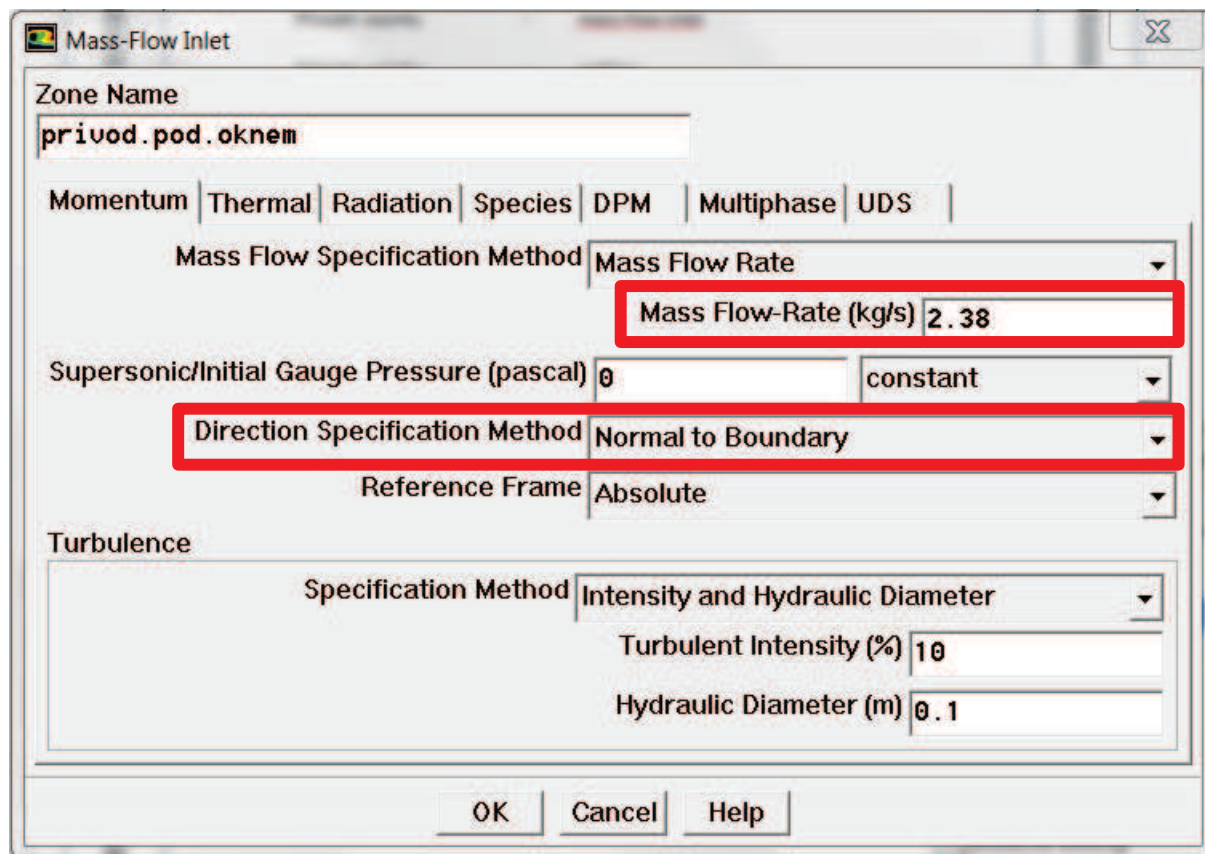 Mass-Flow Inlet
Zone Name
privod.pod.oknem
Momentum Thermal Radiation Species DPM Multiphase UDS
Mass Flow Specification Method Mass Flow Rate
Mass Flow-Rate (kg/s) 2.38
Supersonic/Initial Gauge Pressure (pascal) 0 constant
Direction Specification Method Normal to Boundary
Reference Frame Absolute
Turbulence
Specification Method Intensity and Hydraulic Diameter
Turbulent Intensity (%) 10
Hydraulic Diameter (m) 0.1
OK Cancel Help